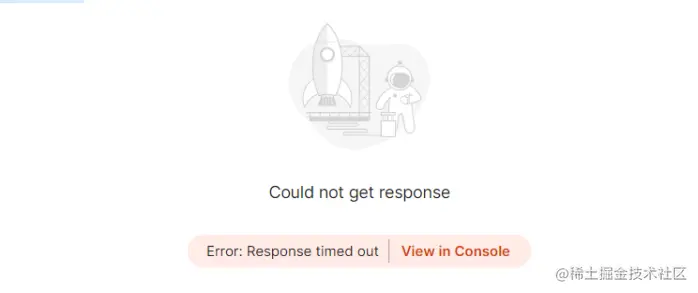 Could not get response
Error: Response timed out View in Console
@稀土掘金技术社区